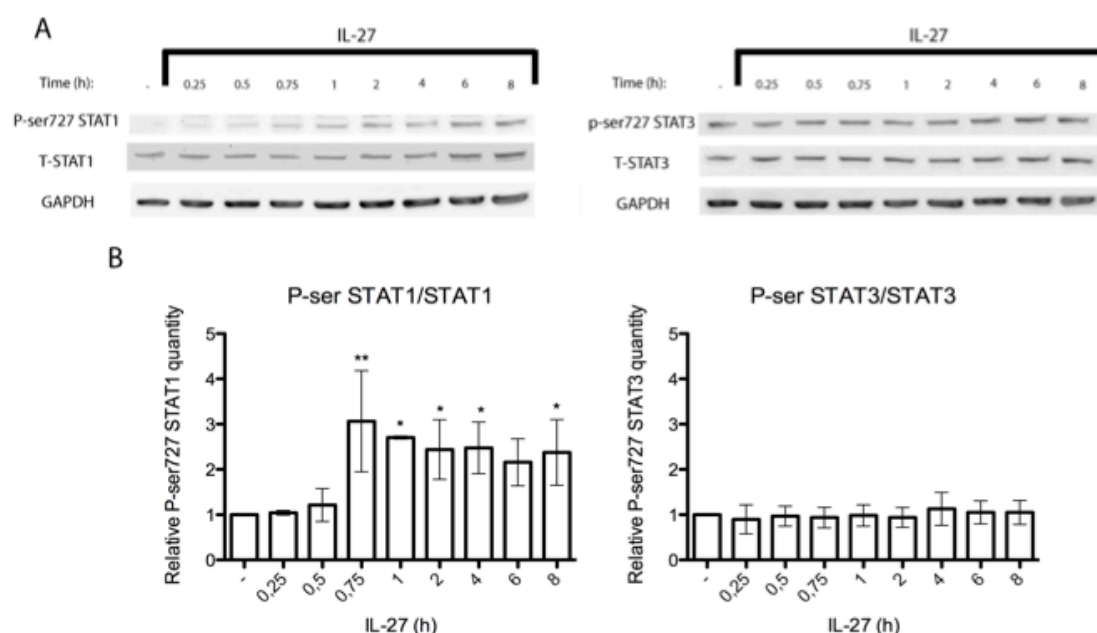 A
IL-27
Time (h): - 0.25 0.5 0.75 1 2 4 6 8
P-ser727 STAT1
T-STAT1
GAPDH
IL-27
Time (h): - 0.25 0.5 0.75 1 2 4 6 8
p-ser727 STAT3
T-STAT3
GAPDH
B
P-ser STAT1/STAT1
Relative P-ser727 STAT1 quantity
5
4
3
2
1
0
** * * * *
- 0,25 0,5 0,75 1 2 4 6 8
IL-27 (h)
P-ser STAT3/STAT3
Relative P-ser727 STAT3 quantity
5
4
3
2
1
0
- 0,25 0,5 0,75 1 2 4 6 8
IL-27 (h)